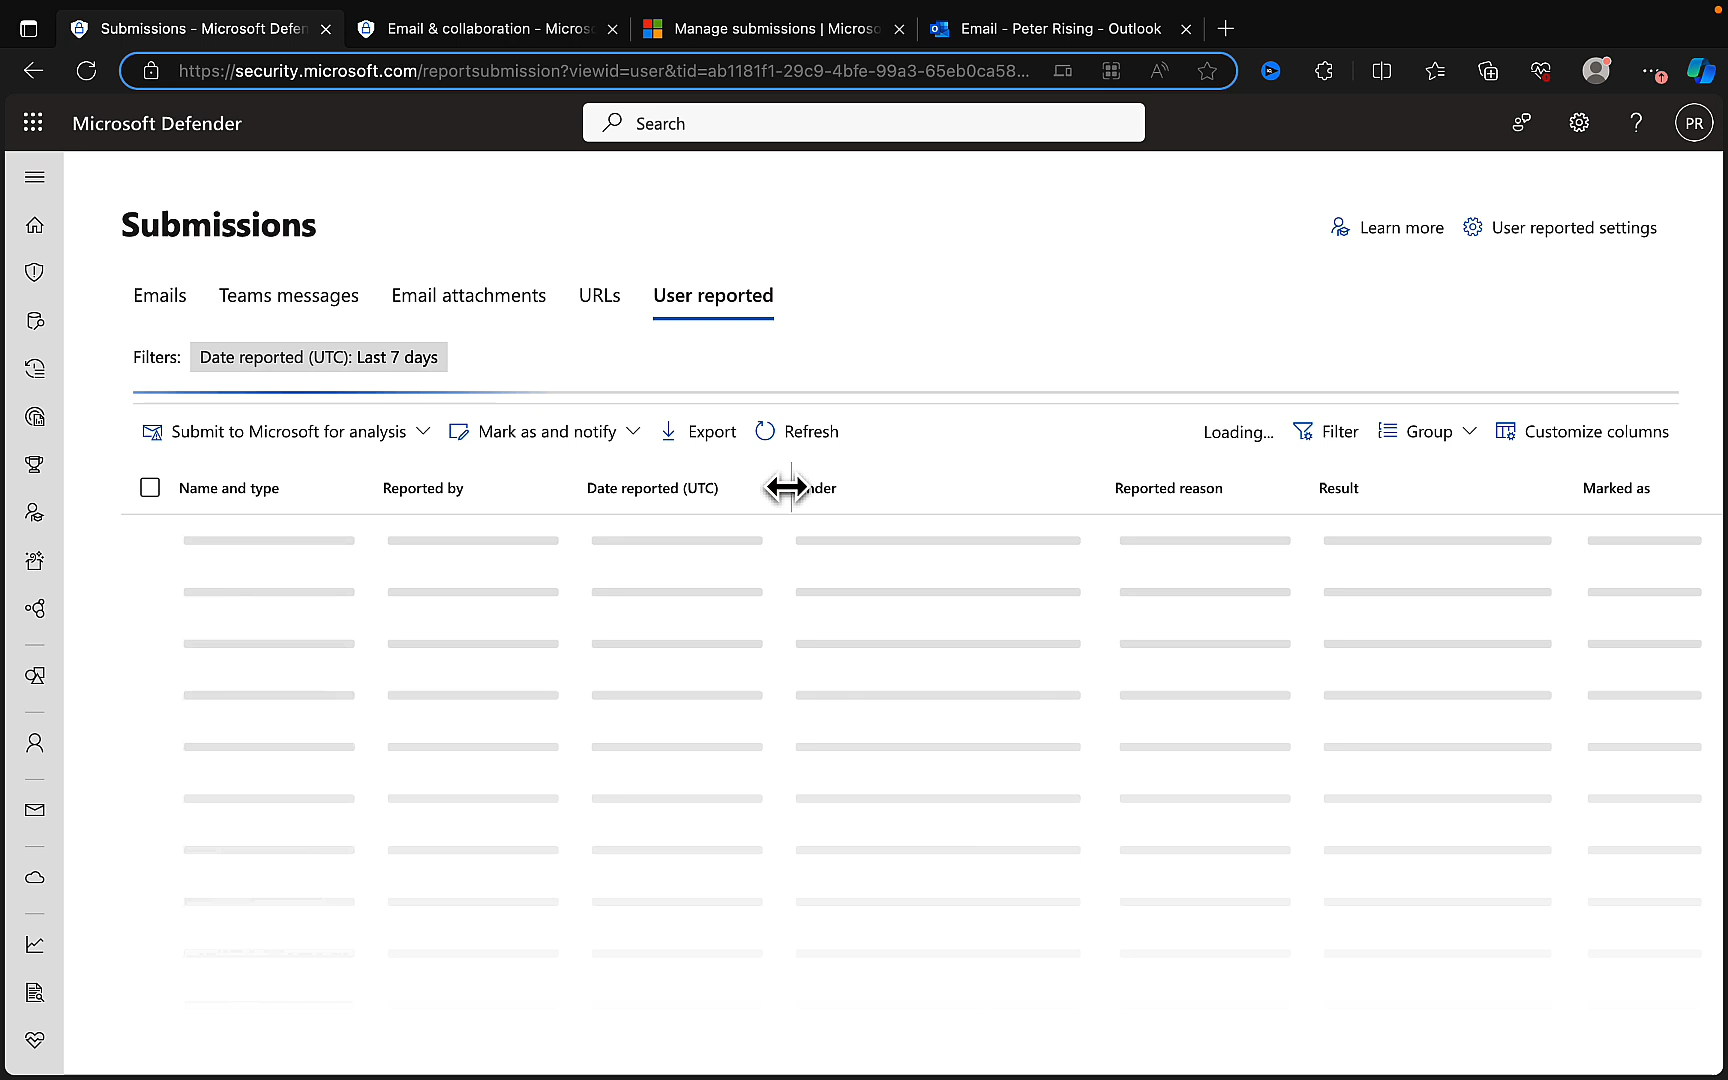 Submissions - Microsoft Defen
Email & collaboration - Micros
Manage submissions | Microso
Email - Peter Rising - Outlook
https://security.microsoft.com/reportsubmission?viewid=user&tid=ab1181f1-29c9-4bfe-99a3-65eb0ca58...
Microsoft Defender
Search
PR
Submissions
Learn more
User reported settings
Emails
Teams messages
Email attachments
URLs
User reported
Filters:
Date reported (UTC): Last 7 days
Submit to Microsoft for analysis
Mark as and notify
Export
Refresh
Loading...
Filter
Group
Customize columns
Name and type
Reported by
Date reported (UTC)
Reported reason
Result
Marked as